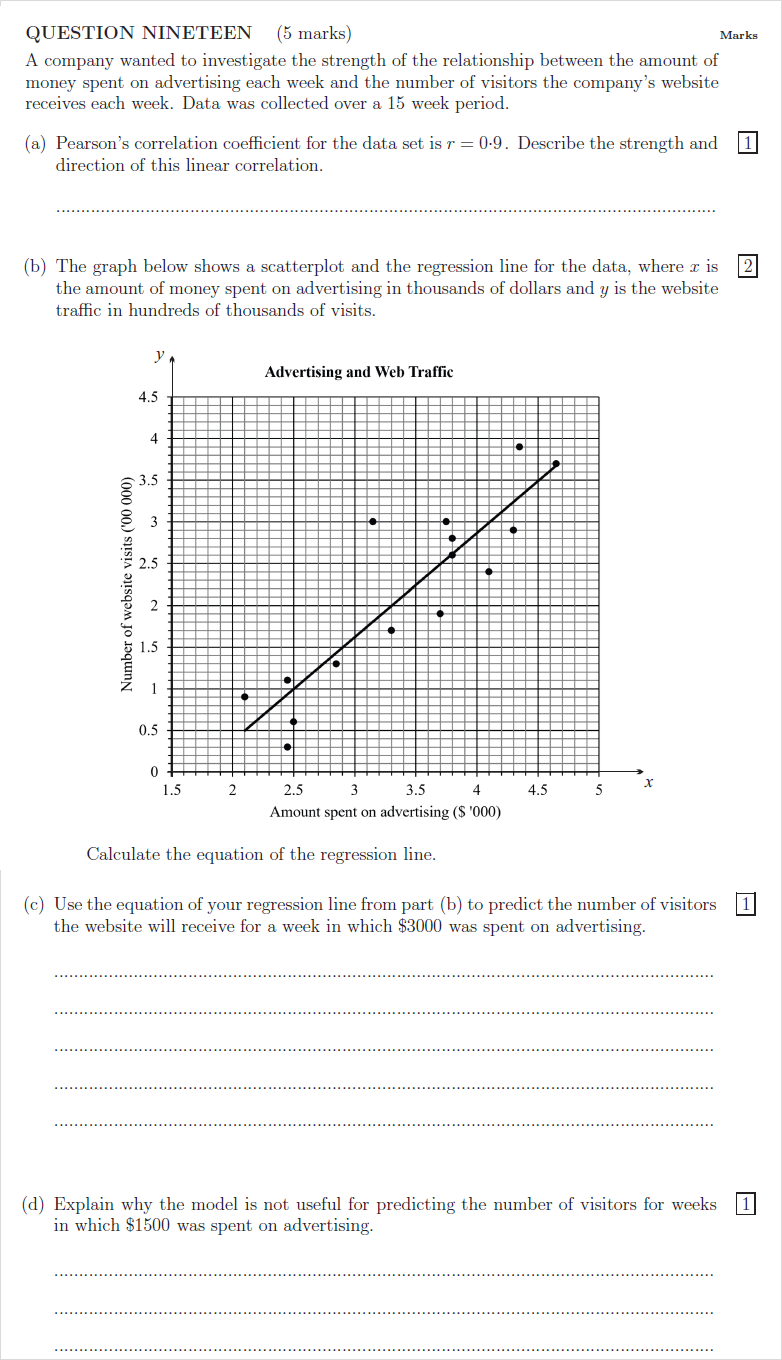 QUESTION NINETEEN (5 marks) Marks
A company wanted to investigate the strength of the relationship between the amount of
money spent on advertising each week and the number of visitors the company's website
receives each week. Data was collected over a 15 week period.
(a) Pearson's correlation coefficient for the data set is r = 0·9. Describe the strength and 1
direction of this linear correlation.
(b) The graph below shows a scatterplot and the regression line for the data, where x is 2
the amount of money spent on advertising in thousands of dollars and y is the website
traffic in hundreds of thousands of visits.
y
Advertising and Web Traffic
4.5
4
3.5
3
2.5
2
1.5
1
0.5
0
Number of website visits ('00 000)
1.5 2 2.5 3 3.5 4 4.5 5 x
Amount spent on advertising ($ '000)
Calculate the equation of the regression line.
(c) Use the equation of your regression line from part (b) to predict the number of visitors 1
the website will receive for a week in which $3000 was spent on advertising.
(d) Explain why the model is not useful for predicting the number of visitors for weeks 1
in which $1500 was spent on advertising.